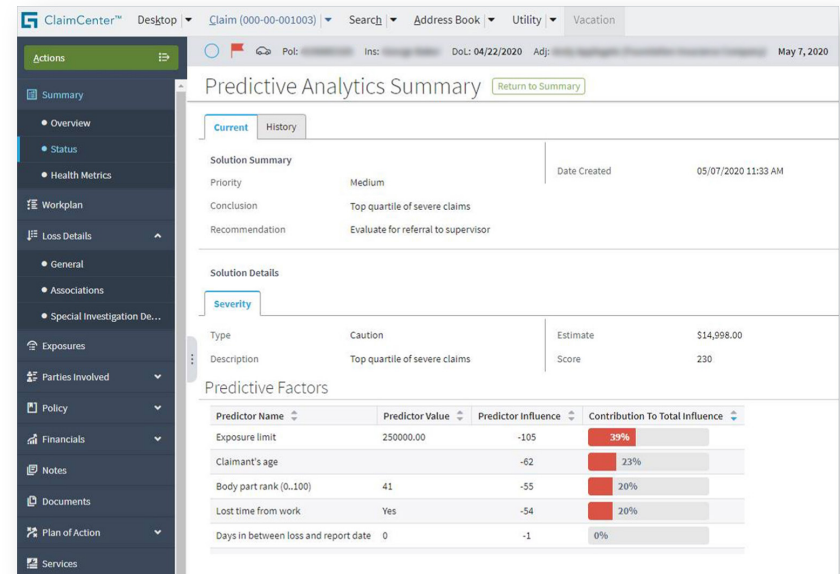 ClaimCenter™ Desktop Claim (000-00-001003) Search Address Book Utility Vacation
Actions
Pol: Ins: DoL: 04/22/2020 Adj: May 7, 2020
Summary
Overview
Status
Health Metrics
Workplan
Loss Details
General
Associations
Special Investigation De...
Exposures
Parties Involved
Policy
Financials
Notes
Documents
Plan of Action
Services
Predictive Analytics Summary Return to Summary
Current History
Solution Summary
Priority Medium
Conclusion Top quartile of severe claims
Recommendation Evaluate for referral to supervisor
Date Created 05/07/2020 11:33 AM
Solution Details
Severity
Type Caution Estimate $14,998.00
Description Top quartile of severe claims Score 230
Predictive Factors
Predictor Name Predictor Value Predictor Influence Contribution To Total Influence
Exposure limit 250000.00 -105 39%
Claimant's age -62 23%
Body part rank (0..100) 41 -55 20%
Lost time from work Yes -54 20%
Days in between loss and report date 0 -1 0%